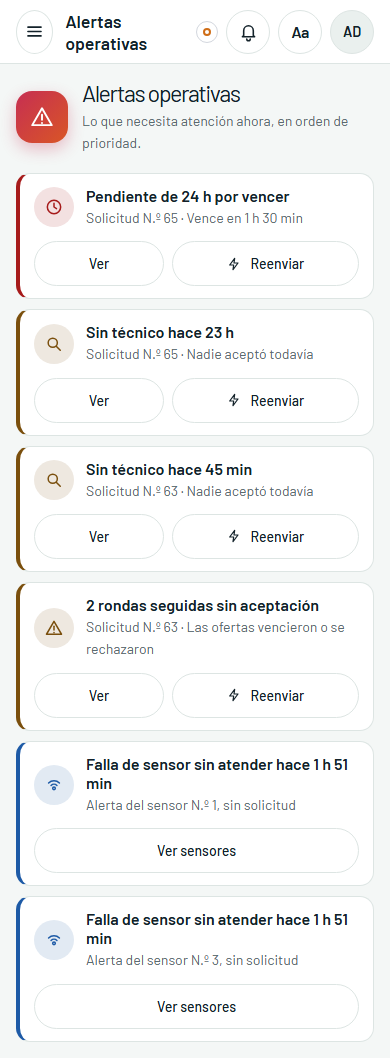 Alertas
operativas
Aa
AD
Alertas operativas
Lo que necesita atención ahora, en orden de
prioridad.
Pendiente de 24 h por vencer
Solicitud N.º 65 · Vence en 1 h 30 min
Ver
Reenviar
Sin técnico hace 23 h
Solicitud N.º 65 · Nadie aceptó todavía
Ver
Reenviar
Sin técnico hace 45 min
Solicitud N.º 63 · Nadie aceptó todavía
Ver
Reenviar
2 rondas seguidas sin aceptación
Solicitud N.º 63 · Las ofertas vencieron o se
rechazaron
Ver
Reenviar
Falla de sensor sin atender hace 1 h 51
min
Alerta del sensor N.º 1, sin solicitud
Ver sensores
Falla de sensor sin atender hace 1 h 51
min
Alerta del sensor N.º 3, sin solicitud
Ver sensores